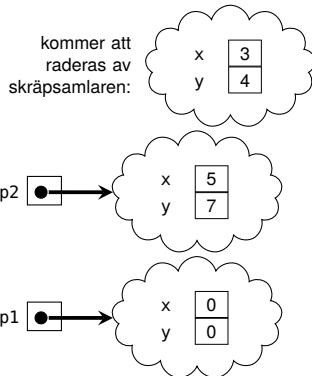 kommer att
raderas av
skräpsamlaren:
x 3
y 4
p2
x 5
y 7
p1
x 0
y 0